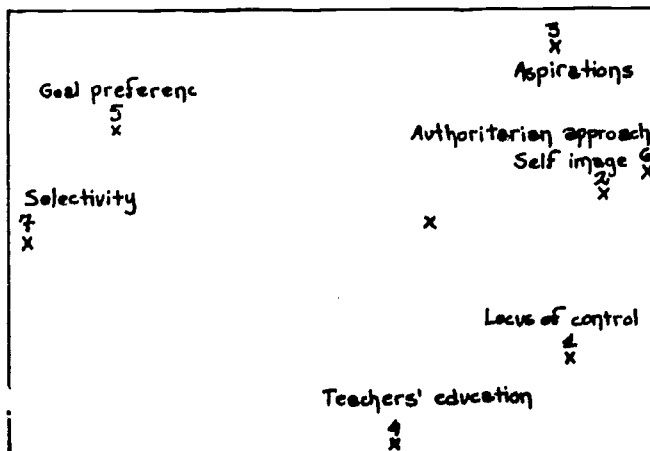 3
x
Aspirations
Goal preferenc
5
x
Authoritarian approach
6
x
Self image
2
x
Selectivity
7
x
x
Locus of control
1
x
Teachers' education
4
x